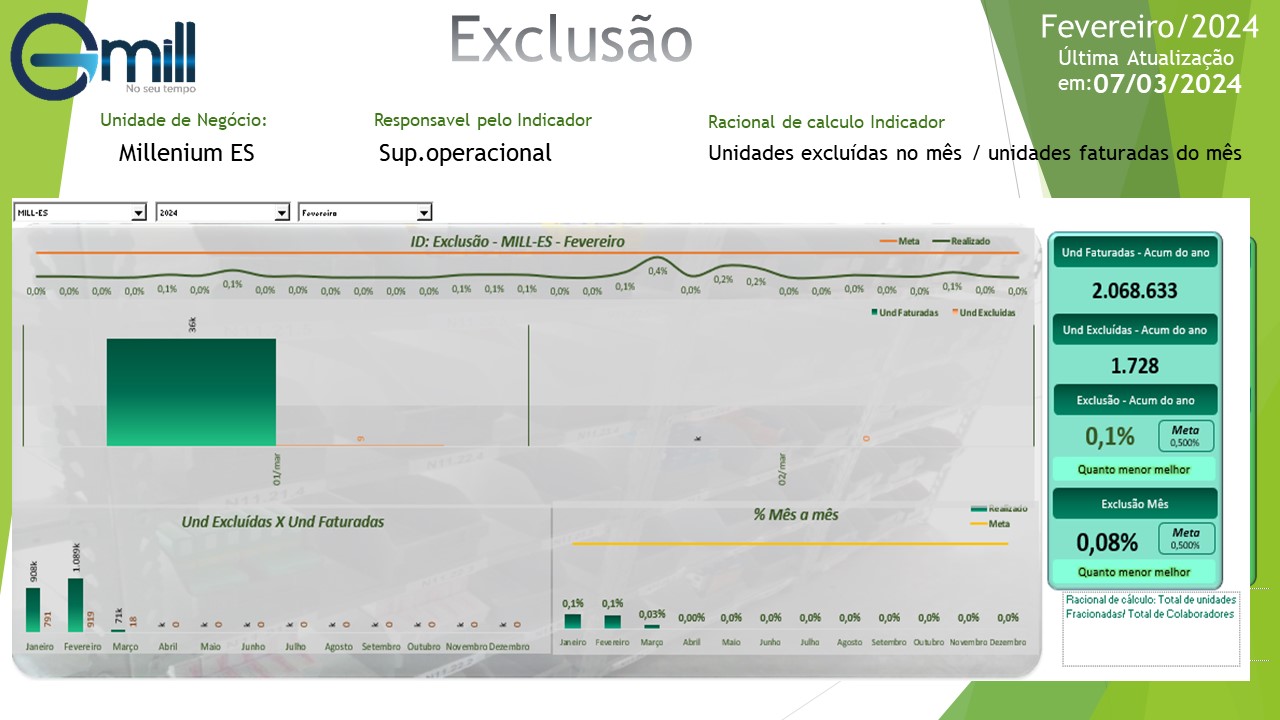 emill
No seu tempo
Exclusão
Fevereiro/2024
Última Atualização
em:07/03/2024
Unidade de Negócio:
Responsavel pelo Indicador
Racional de calculo Indicador
Millenium ES
Sup.operacional
Unidades excluídas no mês / unidades faturadas do mês
MILL-ES
2024
Fevereiro
ID: Exclusão - MILL-ES - Fevereiro
Meta
Realizado
0,0% 0,0% 0,0% 0,0% 0,1% 0,0% 0,1% 0,0% 0,0% 0,0% 0,0% 0,0% 0,0% 0,1% 0,1% 0,1% 0,0% 0,0% 0,1% 0,4% 0,0% 0,2% 0,2% 0,0% 0,0% 0,0% 0,0% 0,0% 0,1% 0,0% 0,0%
Und Faturadas
Und Excluidas
36k
9
01/mar
k
0
02/mar
Und Excluídas X Und Faturadas
908k 791 1.089k 919 71k 18 k 0 k 0 k 0 k 0 k 0 k 0 k 0 k 0 k 0
Janeiro Fevereiro Março Abril Maio Junho Julho Agosto Setembro Outubro Novembro Dezembro
% Mês a mês
Realizado
Meta
0,1% 0,1% 0,03% 0,00% 0,0% 0,0% 0,0% 0,0% 0,0% 0,0% 0,0% 0,0%
Janeiro Fevereiro Março Abril Maio Junho Julho Agosto Setembro Outubro Novembro Dezembro
Und Faturadas - Acum do ano
2.068.633
Und Excluídas - Acum do ano
1.728
Exclusão - Acum do ano
0,1%
Meta
0,500%
Quanto menor melhor
Exclusão Mês
0,08%
Meta
0,500%
Quanto menor melhor
Racional de cálculo: Total de unidades
Fracionadas/ Total de Colaboradores